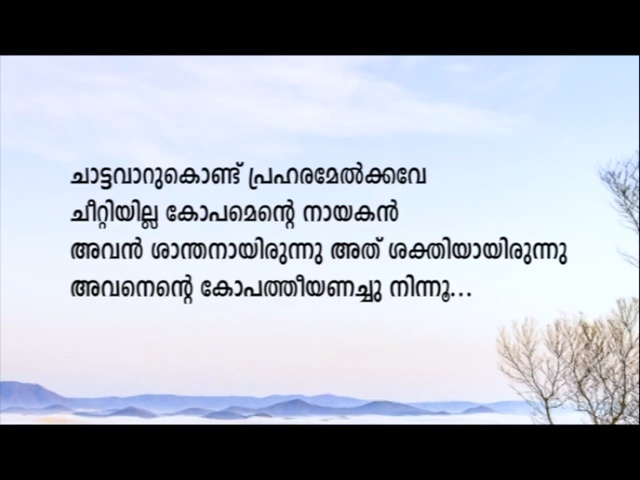 ചാട്ടവാറുകൊണ്ട് പ്രഹരമേൽക്കവേ
ചീറ്റിയില്ല കോപമെന്റെ നായകൻ
അവൻ ശാന്തനായിരുന്നു അത് ശക്തിയായിരുന്നു
അവനെന്റെ കോപത്തീയണച്ചു നിന്നൂ...